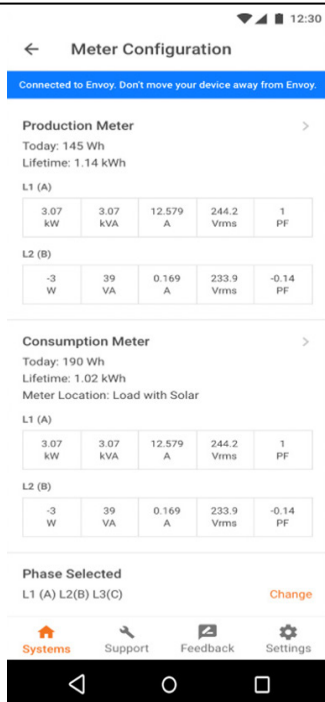 12:30
Meter Configuration
Connected to Envoy. Don't move your device away from Envoy.
Production Meter
Today: 145 Wh
Lifetime: 1.14 kWh
L1 (A)
3.07 3.07 12.579 244.2 1
kW kVA A Vrms PF
L2 (B)
-3 39 0.169 233.9 -0.14
W VA A Vrms PF
Consumption Meter
Today: 190 Wh
Lifetime: 1.02 kWh
Meter Location: Load with Solar
L1 (A)
3.07 3.07 12.579 244.2 1
kW kVA A Vrms PF
L2 (B)
-3 39 0.169 233.9 -0.14
W VA A Vrms PF
Phase Selected
L1 (A) L2(B) L3(C) Change
Systems Support Feedback Settings